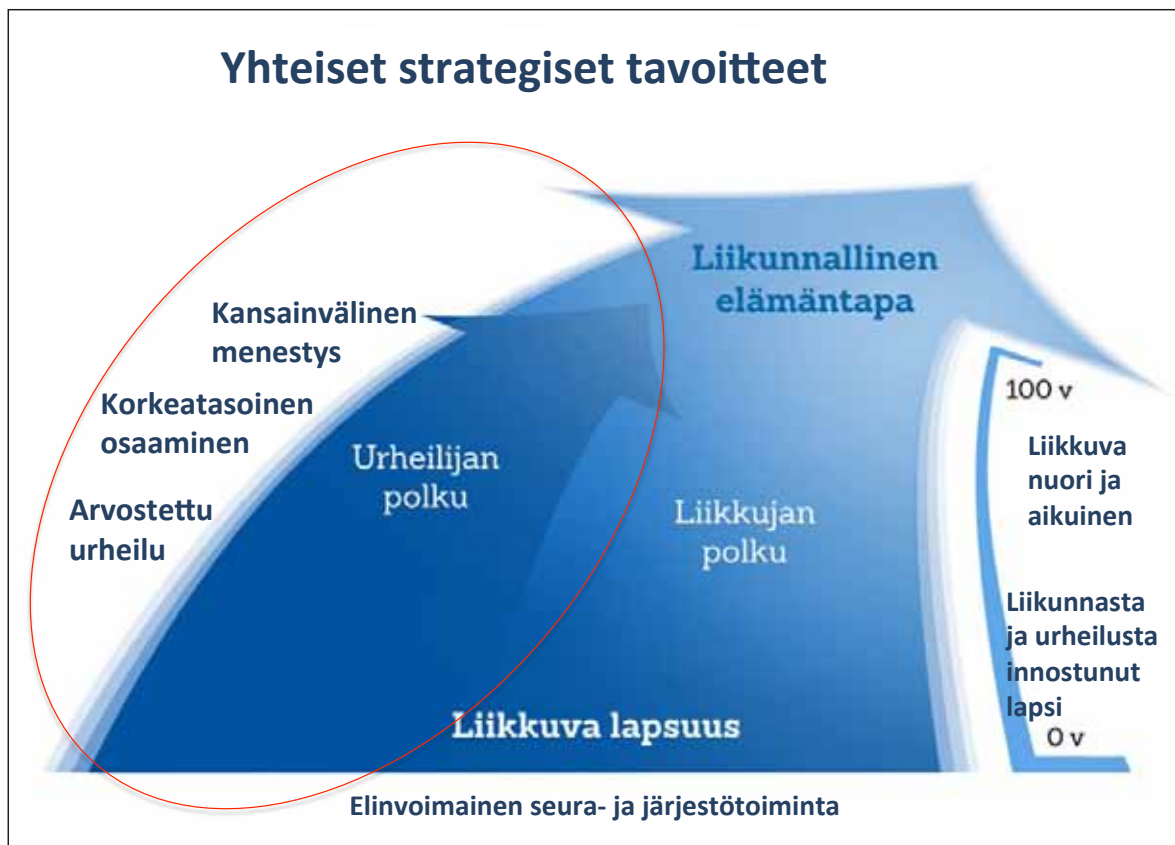 Yhteiset strategiset tavoitteet
Liikunnallinen
elämäntapa
Kansainvälinen
menestys
Korkeatasoinen
osaaminen
Arvostettu
urheilu
Urheilijan
polku
Liikkujan
polku
100 v
Liikkuva
nuori ja
aikuinen
Liikunnasta
ja urheilusta
innostunut
lapsi
0 v
Liikkuva lapsuus
Elinvoimainen seura- ja järjestötoiminta